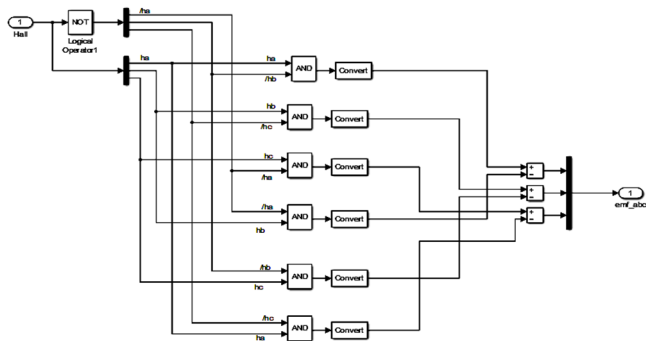 1
Hall
NOT
Logical
Operator1
/ha
ha
ha
/hb
AND
Convert
hb
/hc
AND
Convert
hc
/ha
AND
Convert
/ha
hb
AND
Convert
/hb
hc
AND
Convert
/hc
ha
AND
Convert
+
−
+
−
+
−
1
emf_abc